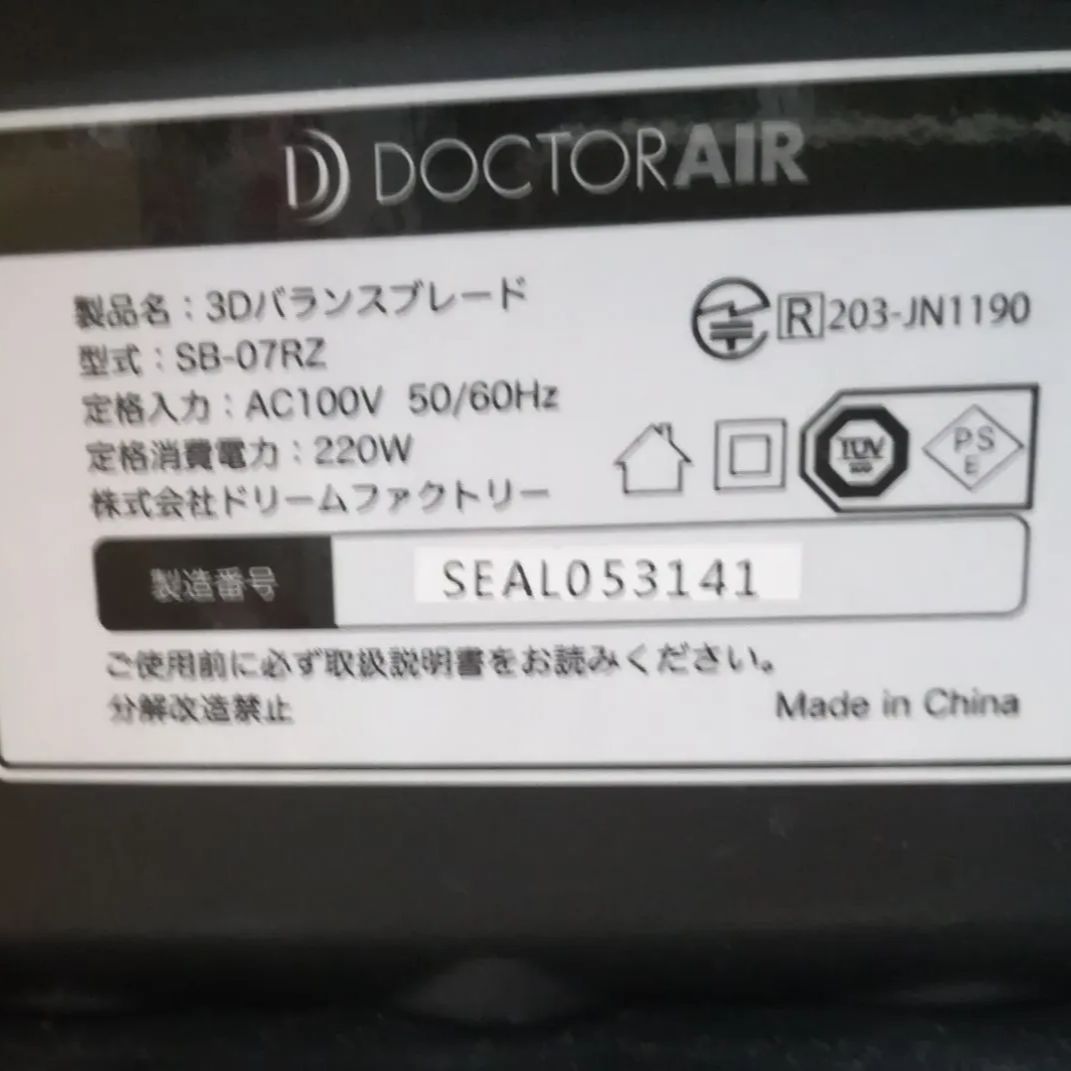 DOCTORAIR
製品名：3Dバランスブレード
R 203-JN1190
型式：SB-07RZ
定格入力：AC100V 50/60Hz
定格消費電力：220W
TÜV
PS
E
株式会社ドリームファクトリー
製造番号 SEAL053141
ご使用前に必ず取扱説明書をお読みください。
分解改造禁止 Made in China